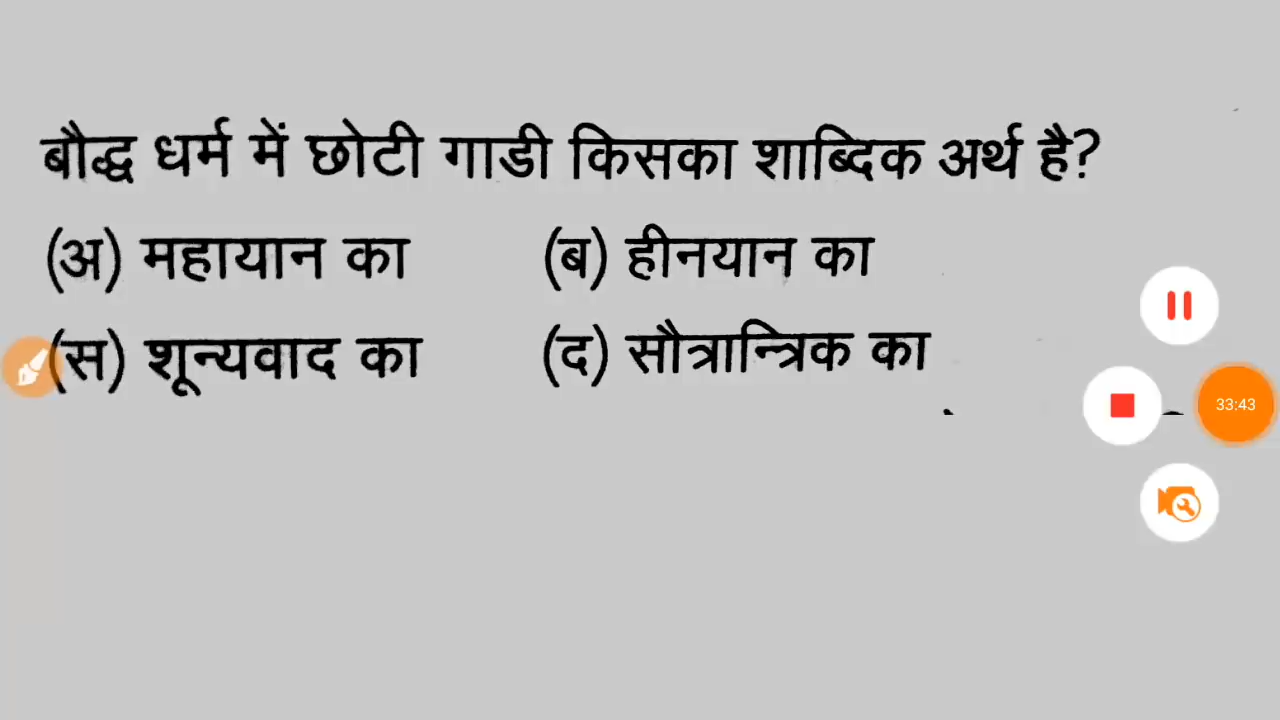 बौद्ध धर्म में छोटी गाडी किसका शाब्दिक अर्थ है?
(अ) महायान का (ब) हीनयान का
(स) शून्यवाद का (द) सौत्रान्त्रिक का
33:43